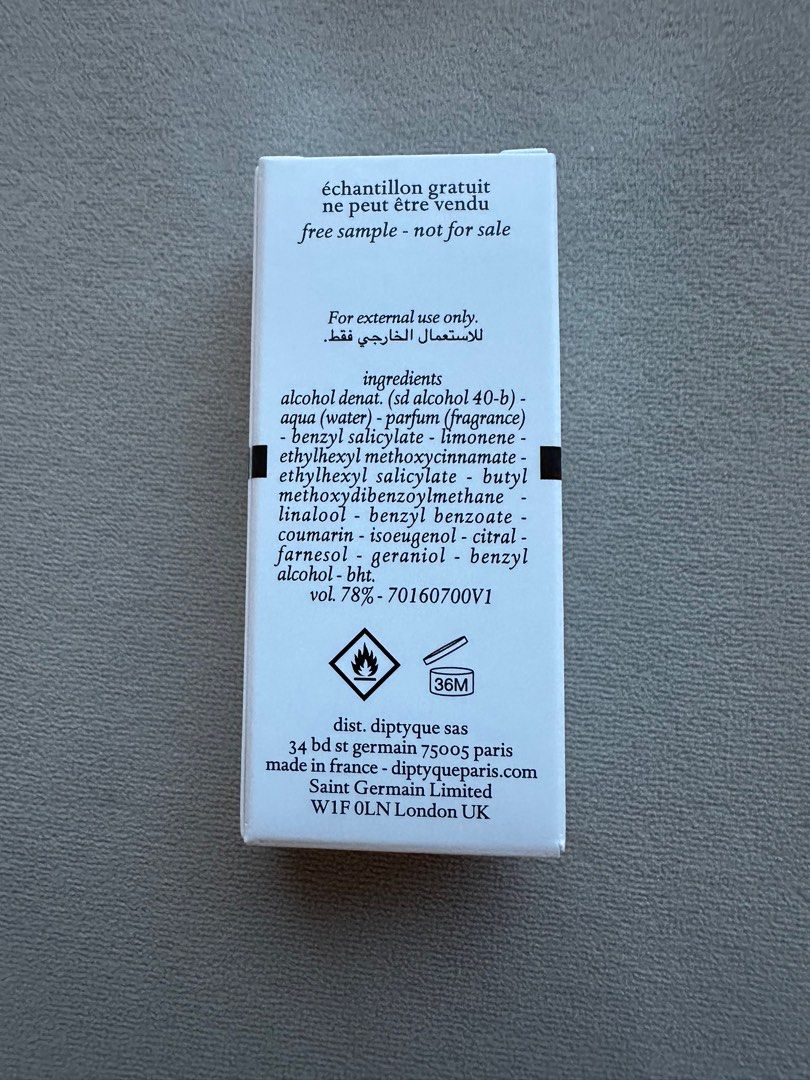 échantillon gratuit
ne peut être vendu
free sample - not for sale
For external use only.
للاستعمال الخارجي فقط.
ingredients
alcohol denat. (sd alcohol 40-b) -
aqua (water) - parfum (fragrance)
- benzyl salicylate - limonene -
ethylhexyl methoxycinnamate -
ethylhexyl salicylate - butyl
methoxydibenzoylmethane -
linalool - benzyl benzoate -
coumarin - isoeugenol - citral -
farnesol - geraniol - benzyl
alcohol - bht.
vol. 78% - 70160700V1
36M
dist. diptyque sas
34 bd st germain 75005 paris
made in france - diptyqueparis.com
Saint Germain Limited
W1F 0LN London UK